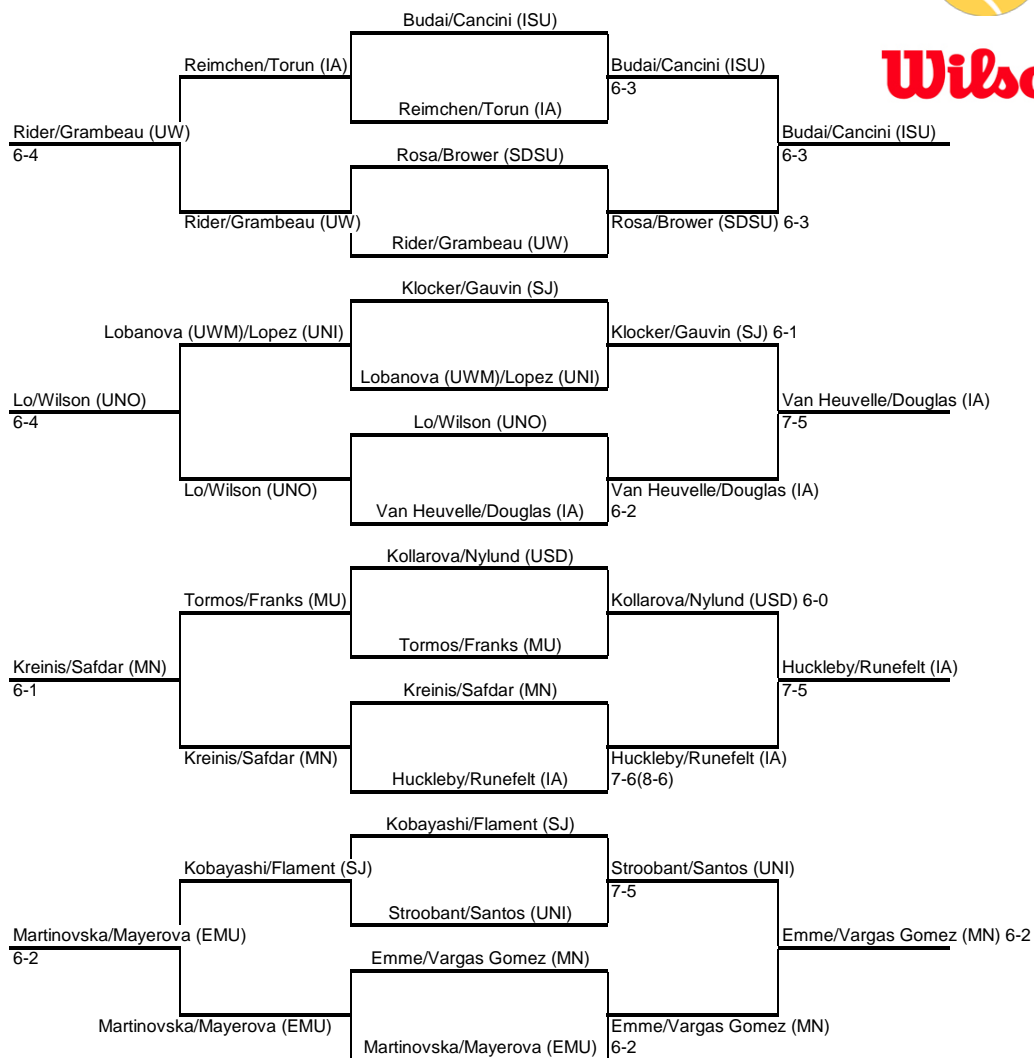 Budai/Cancini (ISU)
Reimchen/Torun (IA)
Budai/Cancini (ISU)
6-3
Reimchen/Torun (IA)
Rider/Grambeau (UW)
6-4
Budai/Cancini (ISU)
6-3
Rosa/Brower (SDSU)
Rider/Grambeau (UW)
Rosa/Brower (SDSU) 6-3
Rider/Grambeau (UW)
Klocker/Gauvin (SJ)
Lobanova (UWM)/Lopez (UNI)
Klocker/Gauvin (SJ) 6-1
Lobanova (UWM)/Lopez (UNI)
Lo/Wilson (UNO)
6-4
Van Heuvelle/Douglas (IA)
7-5
Lo/Wilson (UNO)
Lo/Wilson (UNO)
Van Heuvelle/Douglas (IA)
6-2
Van Heuvelle/Douglas (IA)
Kollarova/Nylund (USD)
Tormos/Franks (MU)
Kollarova/Nylund (USD) 6-0
Tormos/Franks (MU)
Kreinis/Safdar (MN)
6-1
Huckleby/Runefelt (IA)
7-5
Kreinis/Safdar (MN)
Kreinis/Safdar (MN)
Huckleby/Runefelt (IA)
7-6(8-6)
Huckleby/Runefelt (IA)
Kobayashi/Flament (SJ)
Kobayashi/Flament (SJ)
Stroobant/Santos (UNI)
7-5
Stroobant/Santos (UNI)
Martinovska/Mayerova (EMU)
6-2
Emme/Vargas Gomez (MN) 6-2
Emme/Vargas Gomez (MN)
Martinovska/Mayerova (EMU)
Emme/Vargas Gomez (MN)
6-2
Martinovska/Mayerova (EMU)